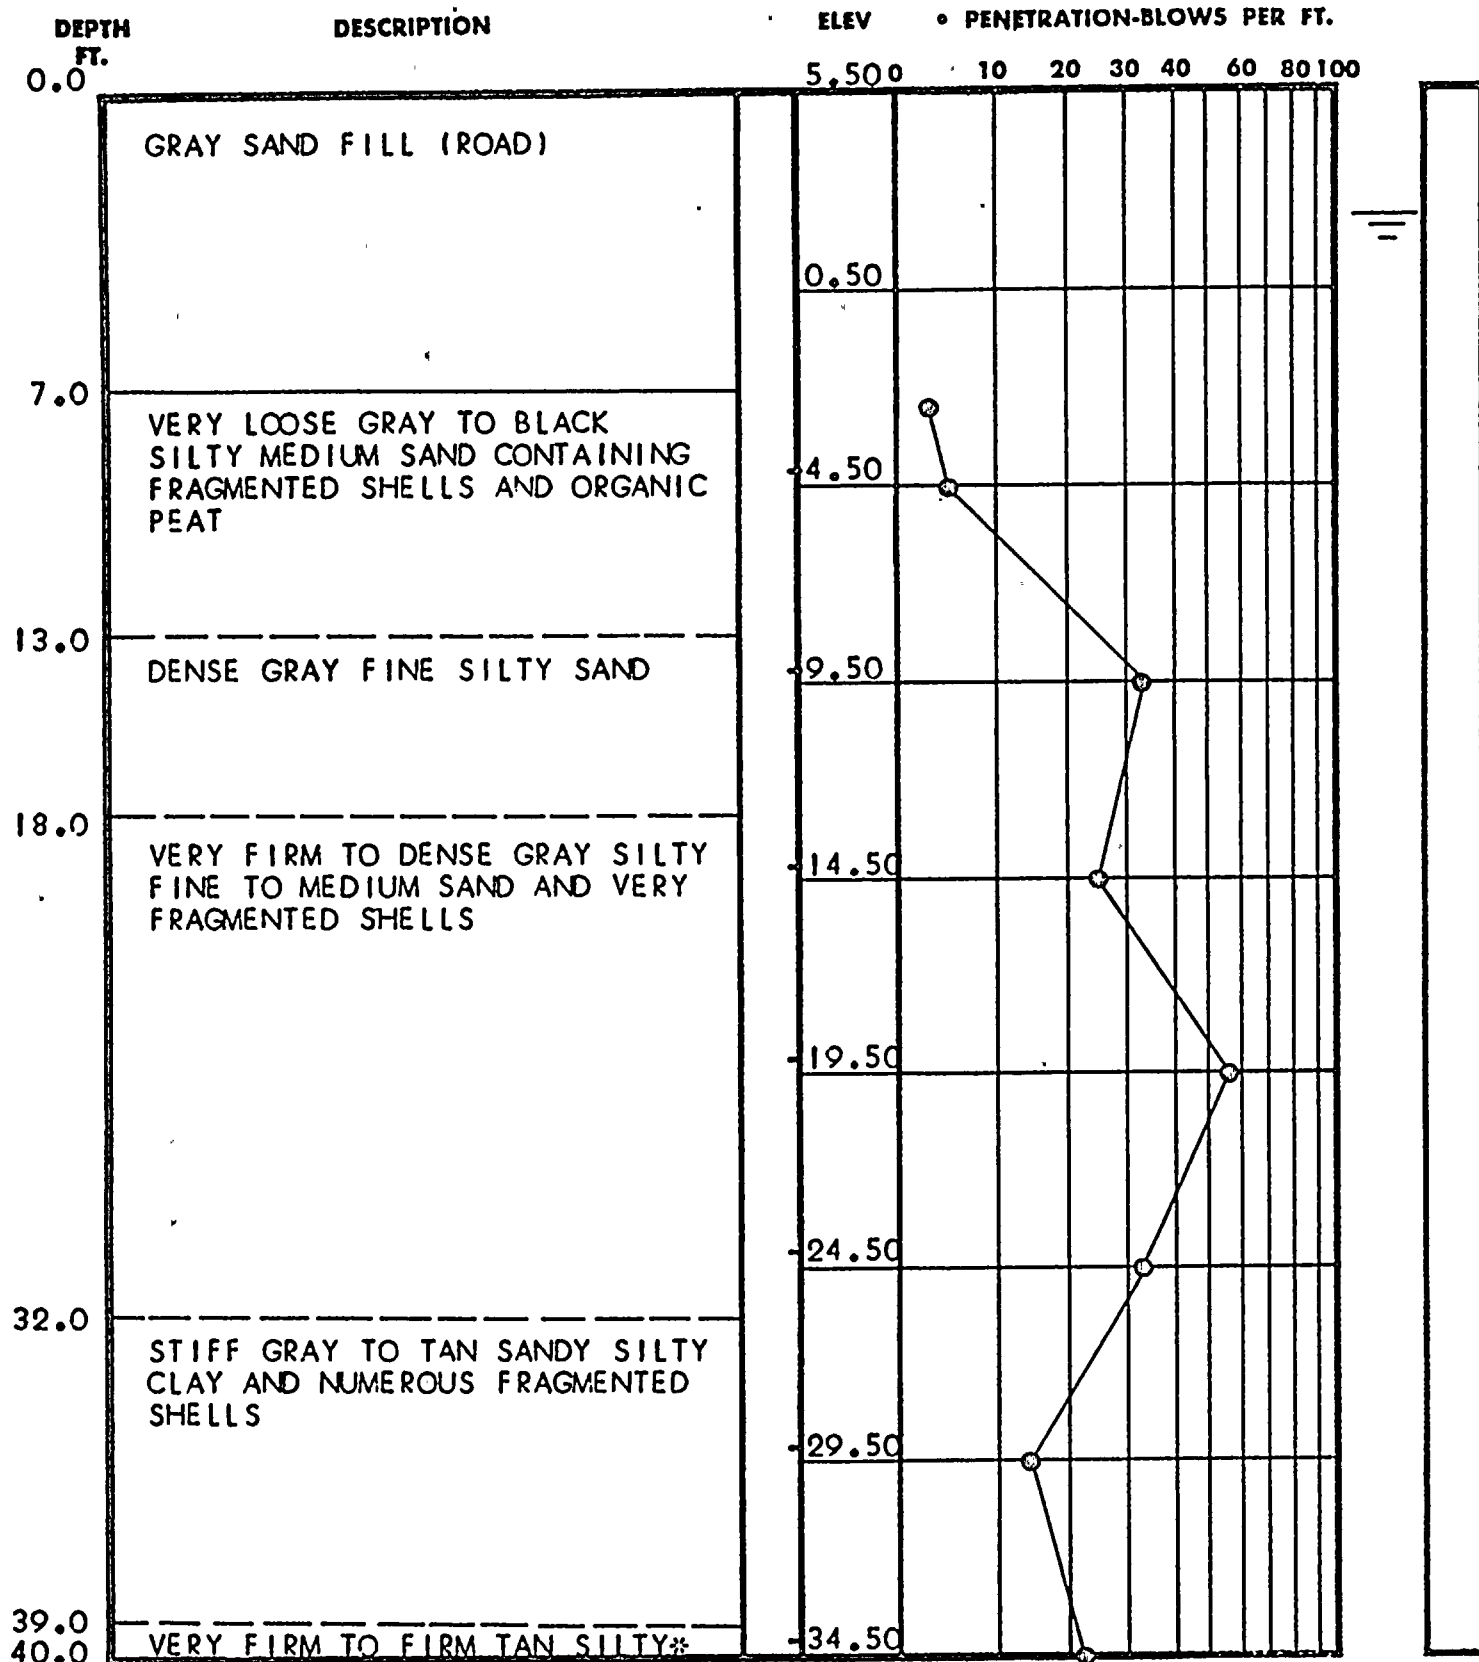 DEPTH FT. DESCRIPTION ELEV • PENETRATION-BLOWS PER FT.
0.0 5.50 0 10 20 30 40 60 80 100
GRAY SAND FILL (ROAD)
0.50
7.0
VERY LOOSE GRAY TO BLACK
SILTY MEDIUM SAND CONTAINING
-4.50
FRAGMENTED SHELLS AND ORGANIC
PEAT
13.0
DENSE GRAY FINE SILTY SAND
-9.50
18.0
VERY FIRM TO DENSE GRAY SILTY
-14.50
FINE TO MEDIUM SAND AND VERY
FRAGMENTED SHELLS
-19.50
-24.50
32.0
STIFF GRAY TO TAN SANDY SILTY
CLAY AND NUMEROUS FRAGMENTED
SHELLS
-29.50
39.0
40.0 VERY FIRM TO FIRM TAN SILTY* -34.50